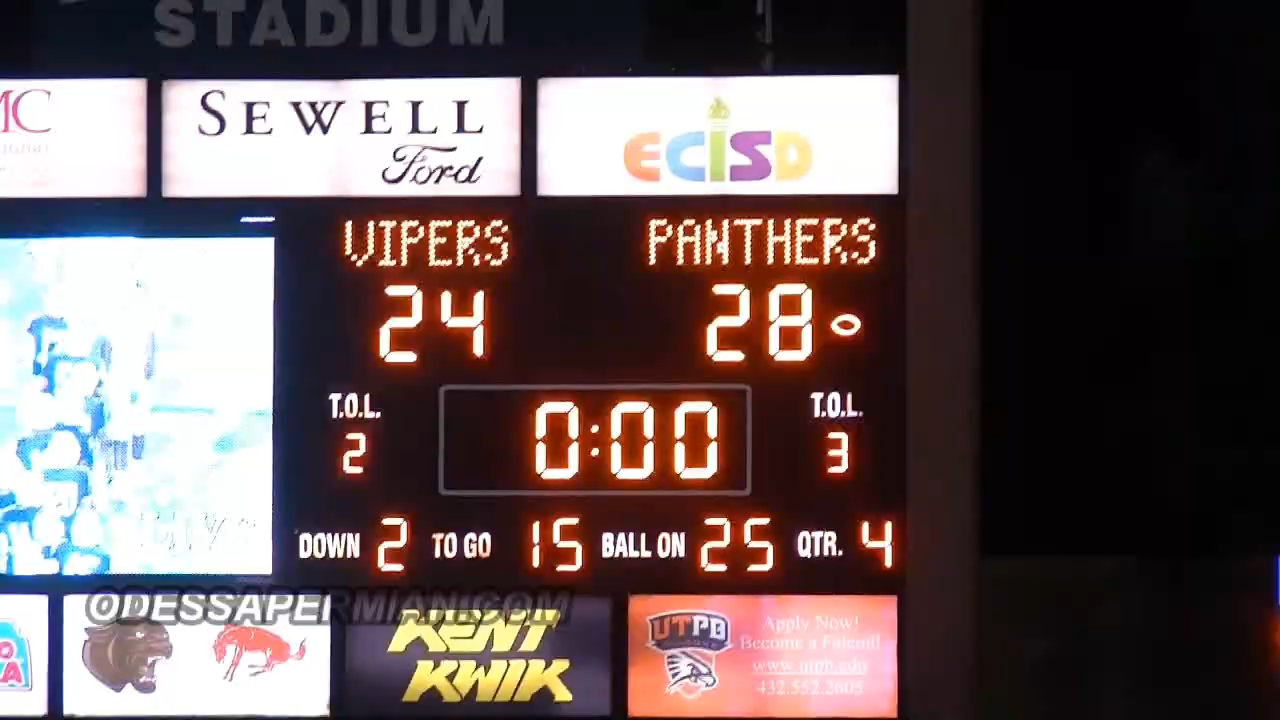 STADIUM
MC
SEWELL
Ford
ECISD
VIPERS
PANTHERS
24
28
T.O.L.
2
0:00
T.O.L.
3
DOWN 2 TO GO 15 BALL ON 25 QTR. 4
ODESSAPERMIAN.COM
KENT
KWIK
UTPB
Apply Now!
Become a Falcon!
www.utpb.edu
432.552.2605